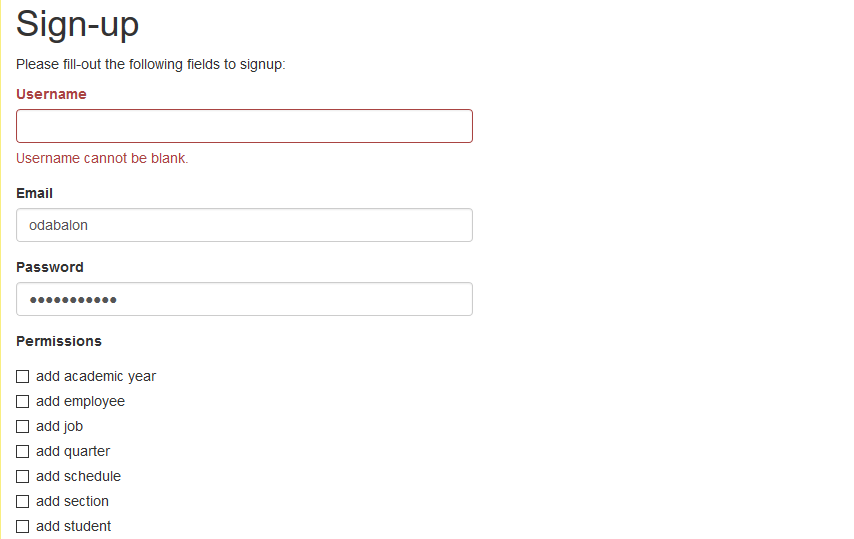 Sign-up
Please fill-out the following fields to signup:
Username
Username cannot be blank.
Email
odabalon
Password
•••••••••••
Permissions
add academic year
add employee
add job
add quarter
add schedule
add section
add student